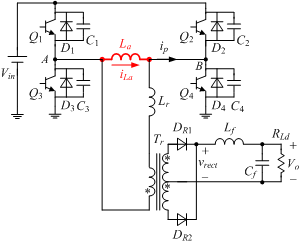 Q1
D1
C1
Q2
D2
C2
Vin
A
La
iLa
ip
B
Q3
D3
C3
Q4
D4
C4
Lr
Tr
DR1
+
vrect
−
Lf
Cf
RLd
+
Vo
−
DR2